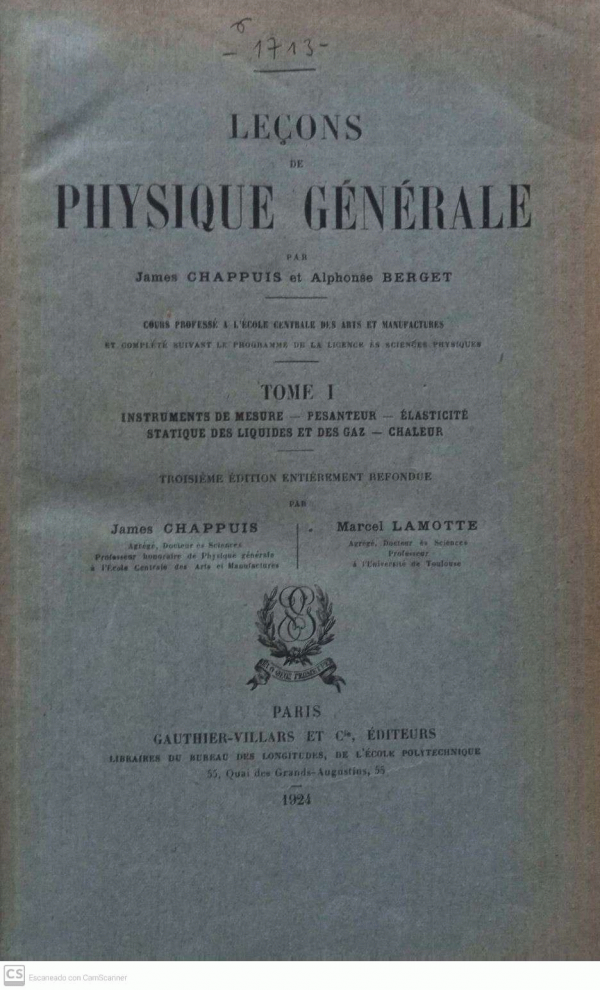 -1713-
LEÇONS
DE
PHYSIQUE GÉNÉRALE
PAR
James CHAPPUIS et Alphonse BERGET
COURS PROFESSÉ A L'ÉCOLE CENTRALE DES ARTS ET MANUFACTURES
ET COMPLÉTÉ SUIVANT LE PROGRAMME DE LA LICENCE ÈS SCIENCES PHYSIQUES
TOME I
INSTRUMENTS DE MESURE — PESANTEUR — ÉLASTICITÉ
STATIQUE DES LIQUIDES ET DES GAZ — CHALEUR
TROISIÈME ÉDITION ENTIÈREMENT REFONDUE
PAR
James CHAPPUIS
Agrégé, Docteur ès Sciences
Professeur honoraire de Physique générale
à l'École Centrale des Arts et Manufactures
Marcel LAMOTTE
Agrégé, Docteur ès Sciences
Professeur
à l'Université de Toulouse
PARIS
GAUTHIER-VILLARS ET Cie, ÉDITEURS
LIBRAIRES DU BUREAU DES LONGITUDES, DE L'ÉCOLE POLYTECHNIQUE
55, Quai des Grands-Augustins, 55
1924
CS Escaneado con CamScanner